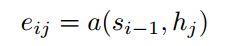 e_{ij} = a(s_{i-1}, h_j)